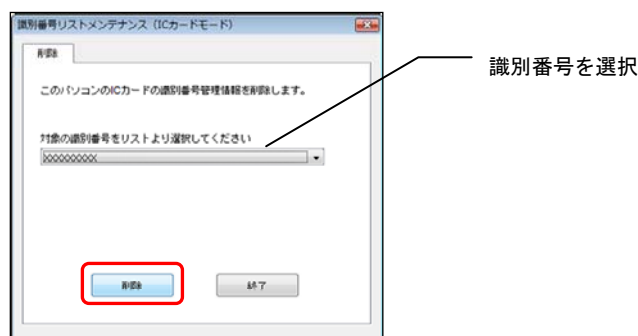 識別番号リストメンテナンス（ICカードモード）
削除
このパソコンのICカードの識別番号管理情報を削除します。
識別番号を選択
対象の識別番号をリストより選択してください
XXXXXXXXX
削除
終了